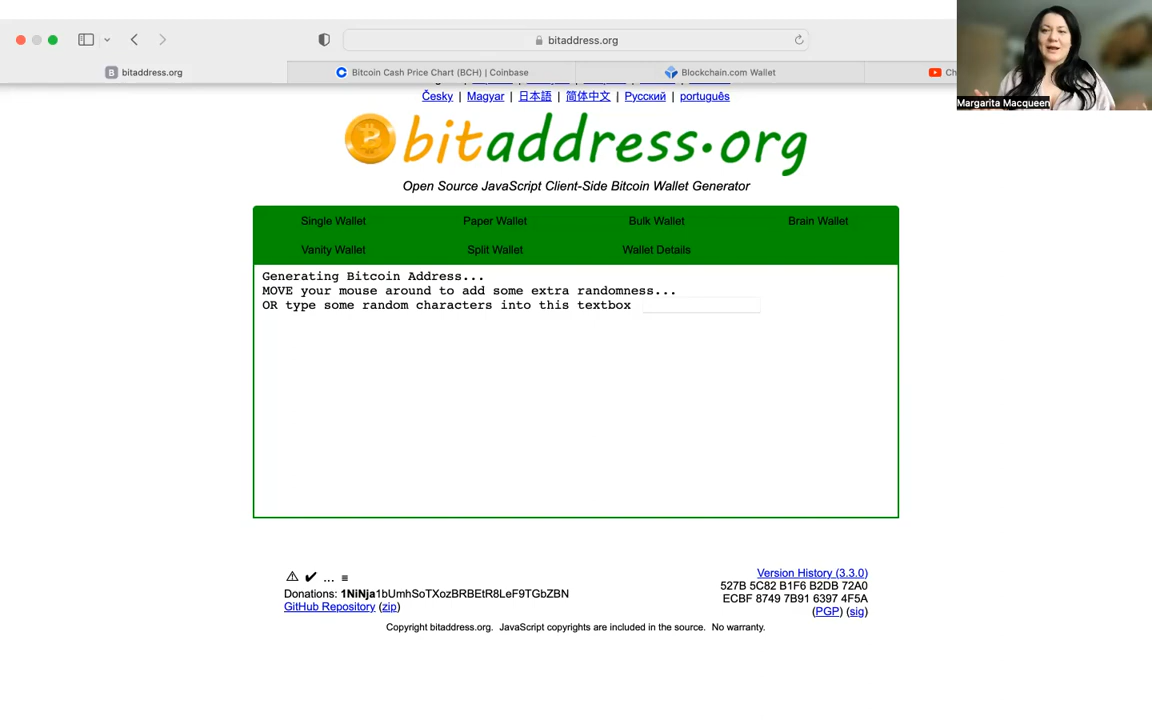 bitaddress.org
bitaddress.org
Bitcoin Cash Price Chart (BCH) | Coinbase
Blockchain.com Wallet
Ch
Margarita Macqueen
Česky | Magyar | 日本語 | 简体中文 | Русский | português
bitaddress.org
Open Source JavaScript Client-Side Bitcoin Wallet Generator
Single Wallet Paper Wallet Bulk Wallet Brain Wallet
Vanity Wallet Split Wallet Wallet Details
Generating Bitcoin Address...
MOVE your mouse around to add some extra randomness...
OR type some random characters into this textbox
... ≡
Donations: 1NiNja1bUmhSoTXozBRBEtR8LeF9TGbZBN
GitHub Repository (zip)
Version History (3.3.0)
527B 5C82 B1F6 B2DB 72A0
ECBF 8749 7B91 6397 4F5A
(PGP) (sig)
Copyright bitaddress.org. JavaScript copyrights are included in the source. No warranty.